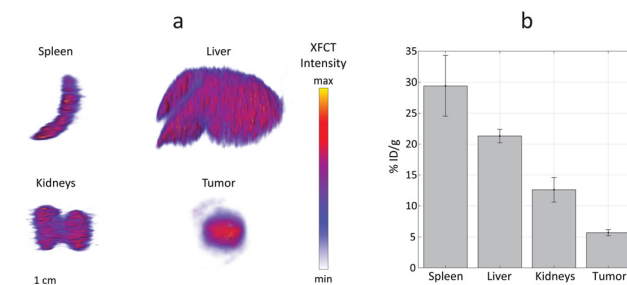 a
Spleen
Liver
XFCT
Intensity
max
Kidneys
Tumor
1 cm
min
b
35
30
25
20
15
10
5
0
% ID/g
Spleen
Liver
Kidneys
Tumor